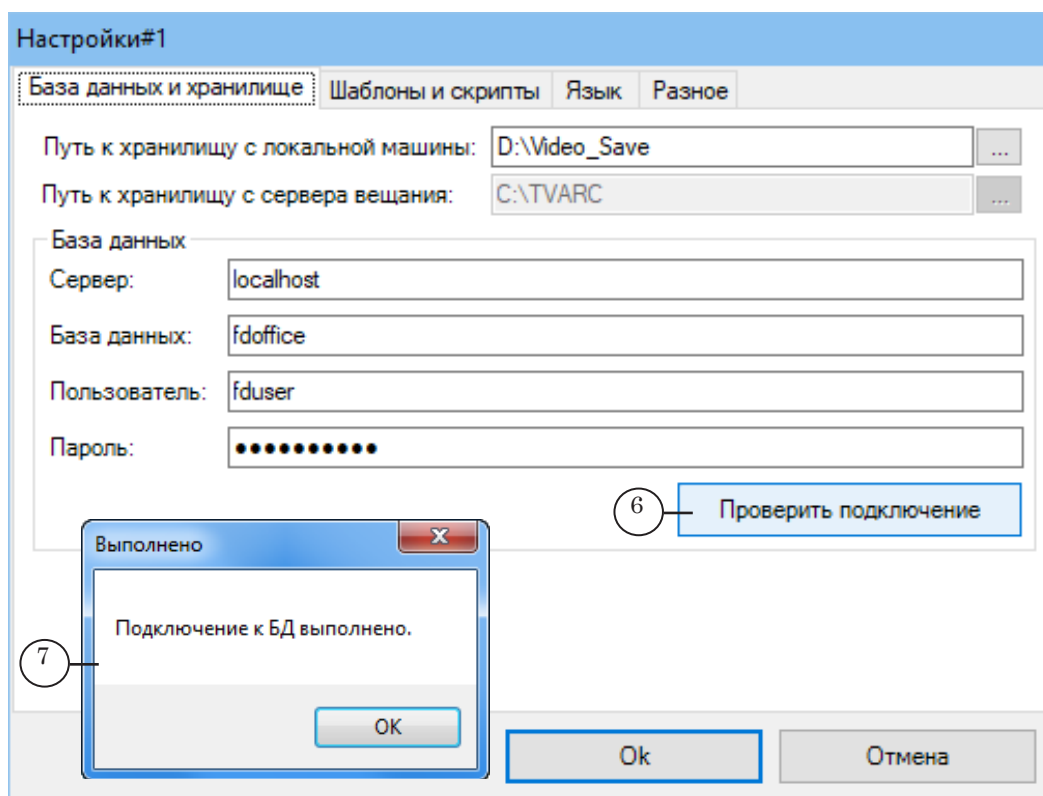 Настройки#1
База данных и хранилище Шаблоны и скрипты Язык Разное
Путь к хранилищу с локальной машины: D:\Video_Save ...
Путь к хранилищу с сервера вещания: C:\TVARC ...
База данных
Сервер: localhost
База данных: fdoffice
Пользователь: fduser
Пароль: ●●●●●●●●●●
6 Проверить подключение
Выполнено
Подключение к БД выполнено.
7
OK
Ok Отмена